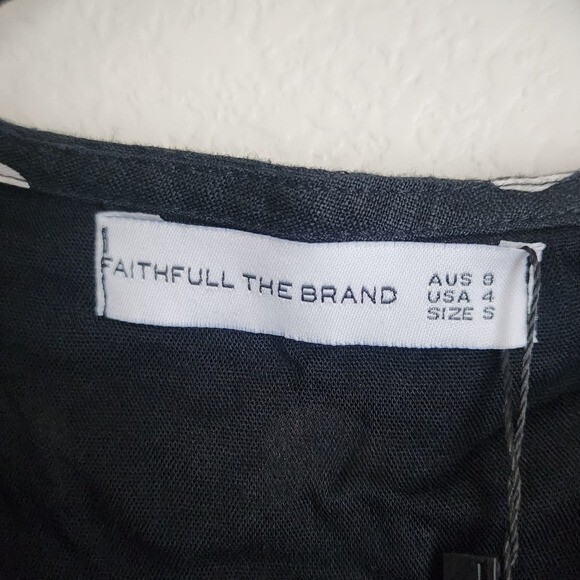 FAITHFULL THE BRAND
AUS 8
USA 4
SIZE S